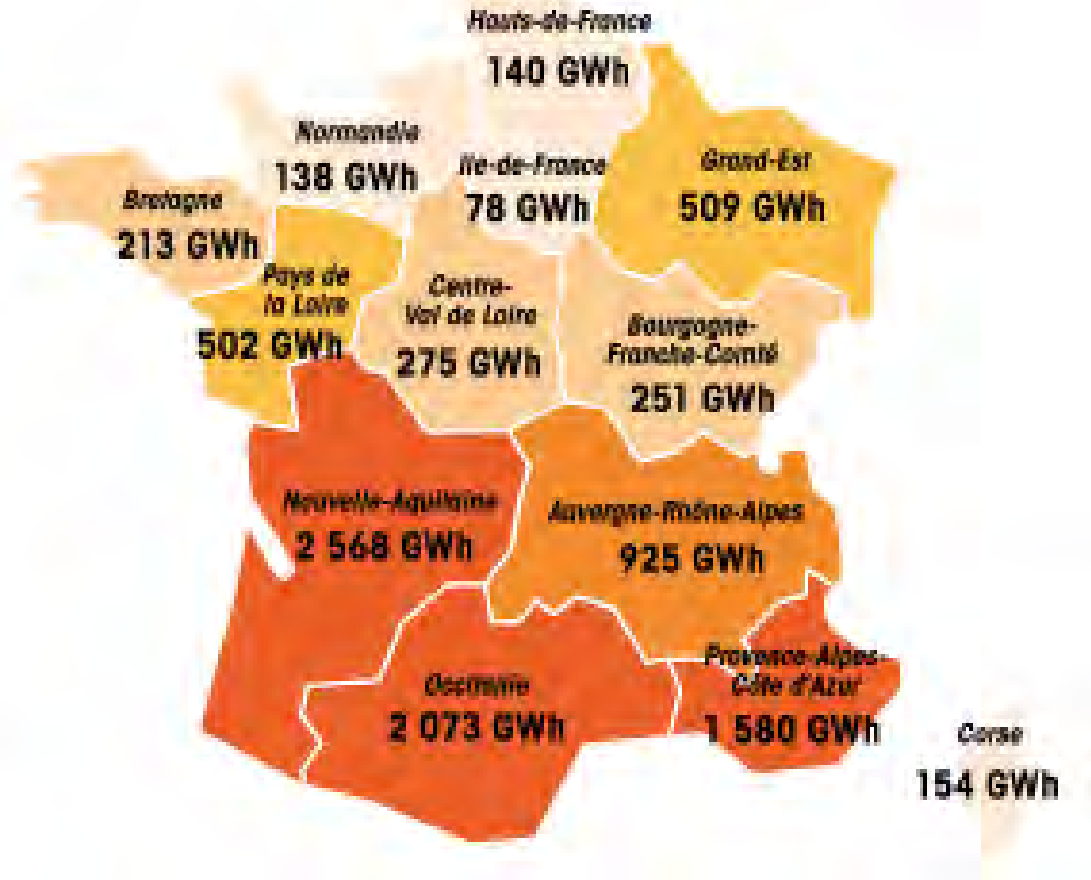 Hauts-de-France
140 GWh
Normandie
138 GWh
Ile-de-France
78 GWh
Grand-Est
509 GWh
Bretagne
213 GWh
Pays de
la Loire
502 GWh
Centre-
Val de Loire
275 GWh
Bourgogne-
Franche-Comté
251 GWh
Nouvelle-Aquitaine
2 568 GWh
Auvergne-Rhône-Alpes
925 GWh
Occitanie
2 073 GWh
Provence-Alpes-
Côte d'Azur
1 580 GWh
Corse
154 GWh